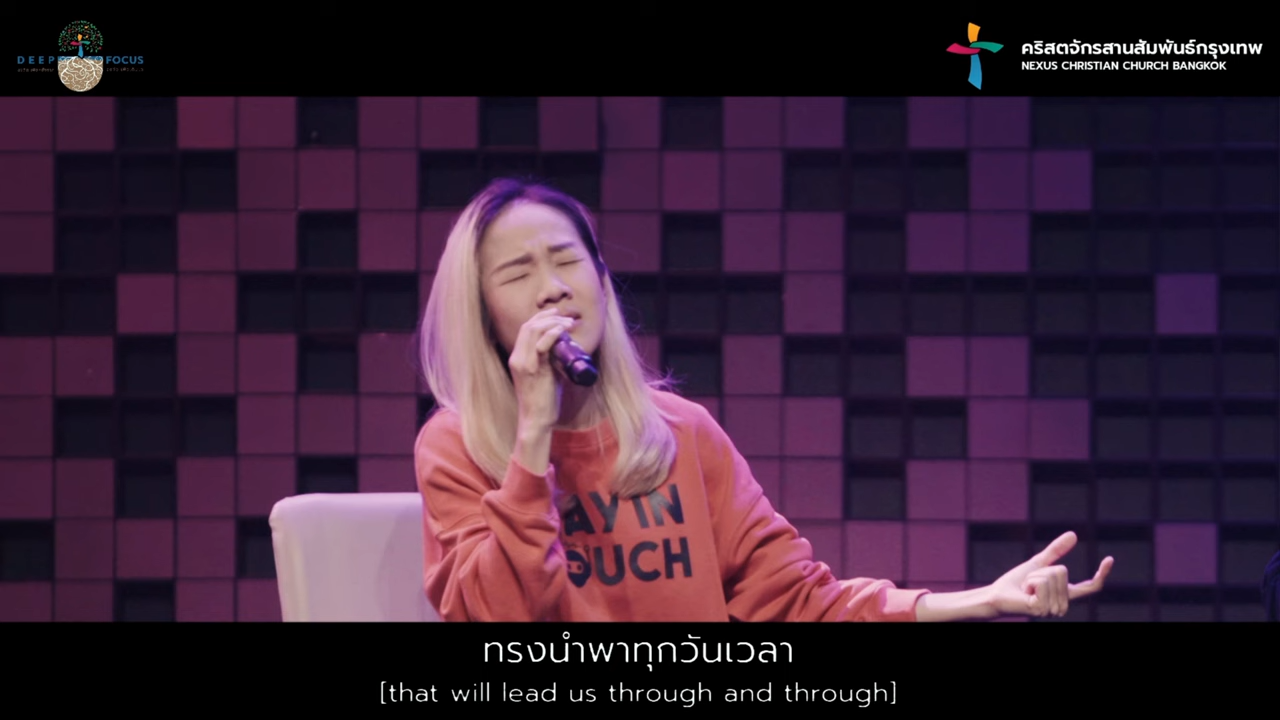 DEEP FOCUS
คริสตจักรสานสัมพันธ์กรุงเทพ
NEXUS CHRISTIAN CHURCH BANGKOK
AY IN
OUCH
ทรงนำพาทุกวันเวลา
[that will lead us through and through]